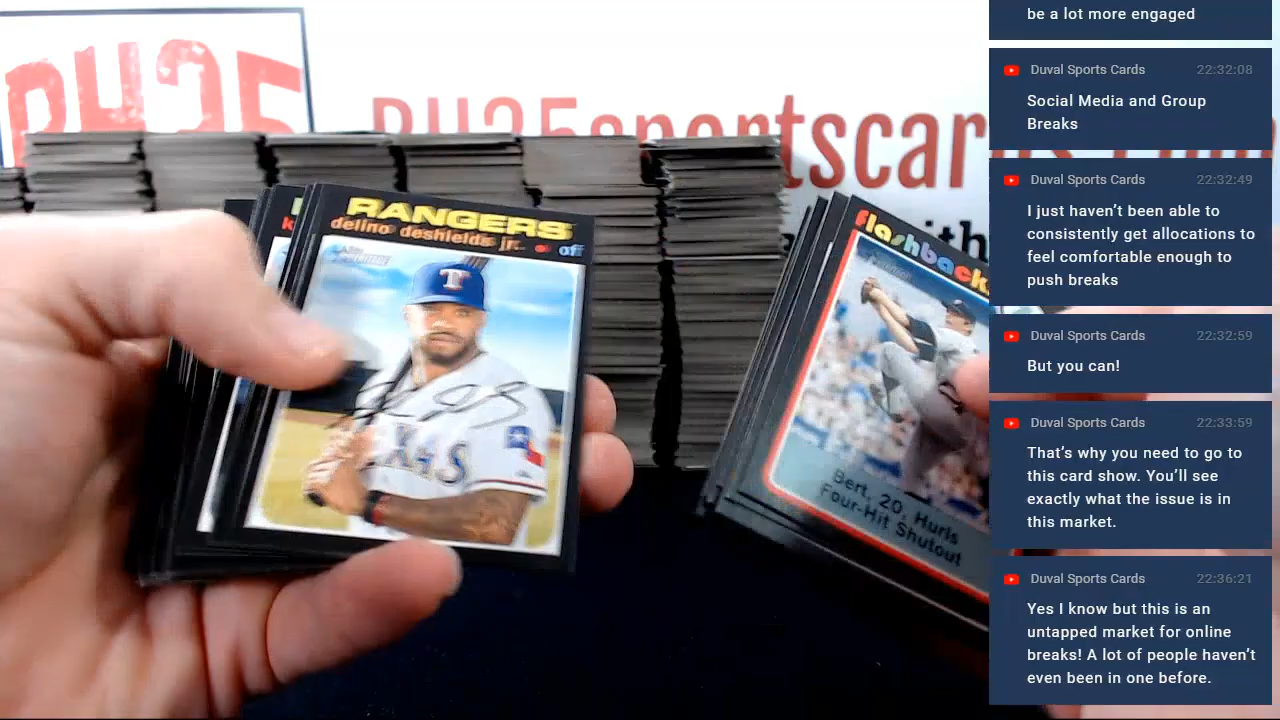 be a lot more engaged
Duval Sports Cards 22:32:08
Social Media and Group
Breaks
Duval Sports Cards 22:32:49
I just haven't been able to
consistently get allocations to
feel comfortable enough to
push breaks
Duval Sports Cards 22:32:59
But you can!
Duval Sports Cards 22:33:59
That's why you need to go to
this card show. You'll see
exactly what the issue is in
this market.
Duval Sports Cards 22:36:21
Yes I know but this is an
untapped market for online
breaks! A lot of people haven't
even been in one before.
RANGERS
delino deshields jr. • of
flashbacks
Bert, 20, Hurls
Four-Hit Shutout